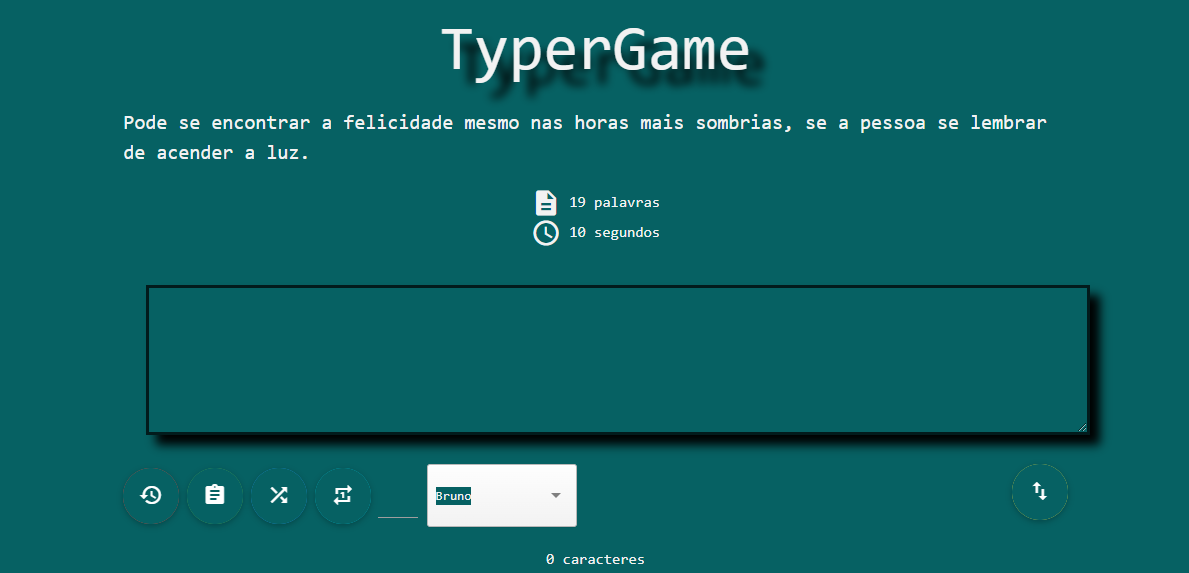 TyperGame
Pode se encontrar a felicidade mesmo nas horas mais sombrias, se a pessoa se lembrar
de acender a luz.
19 palavras
10 segundos
Bruno
0 caracteres